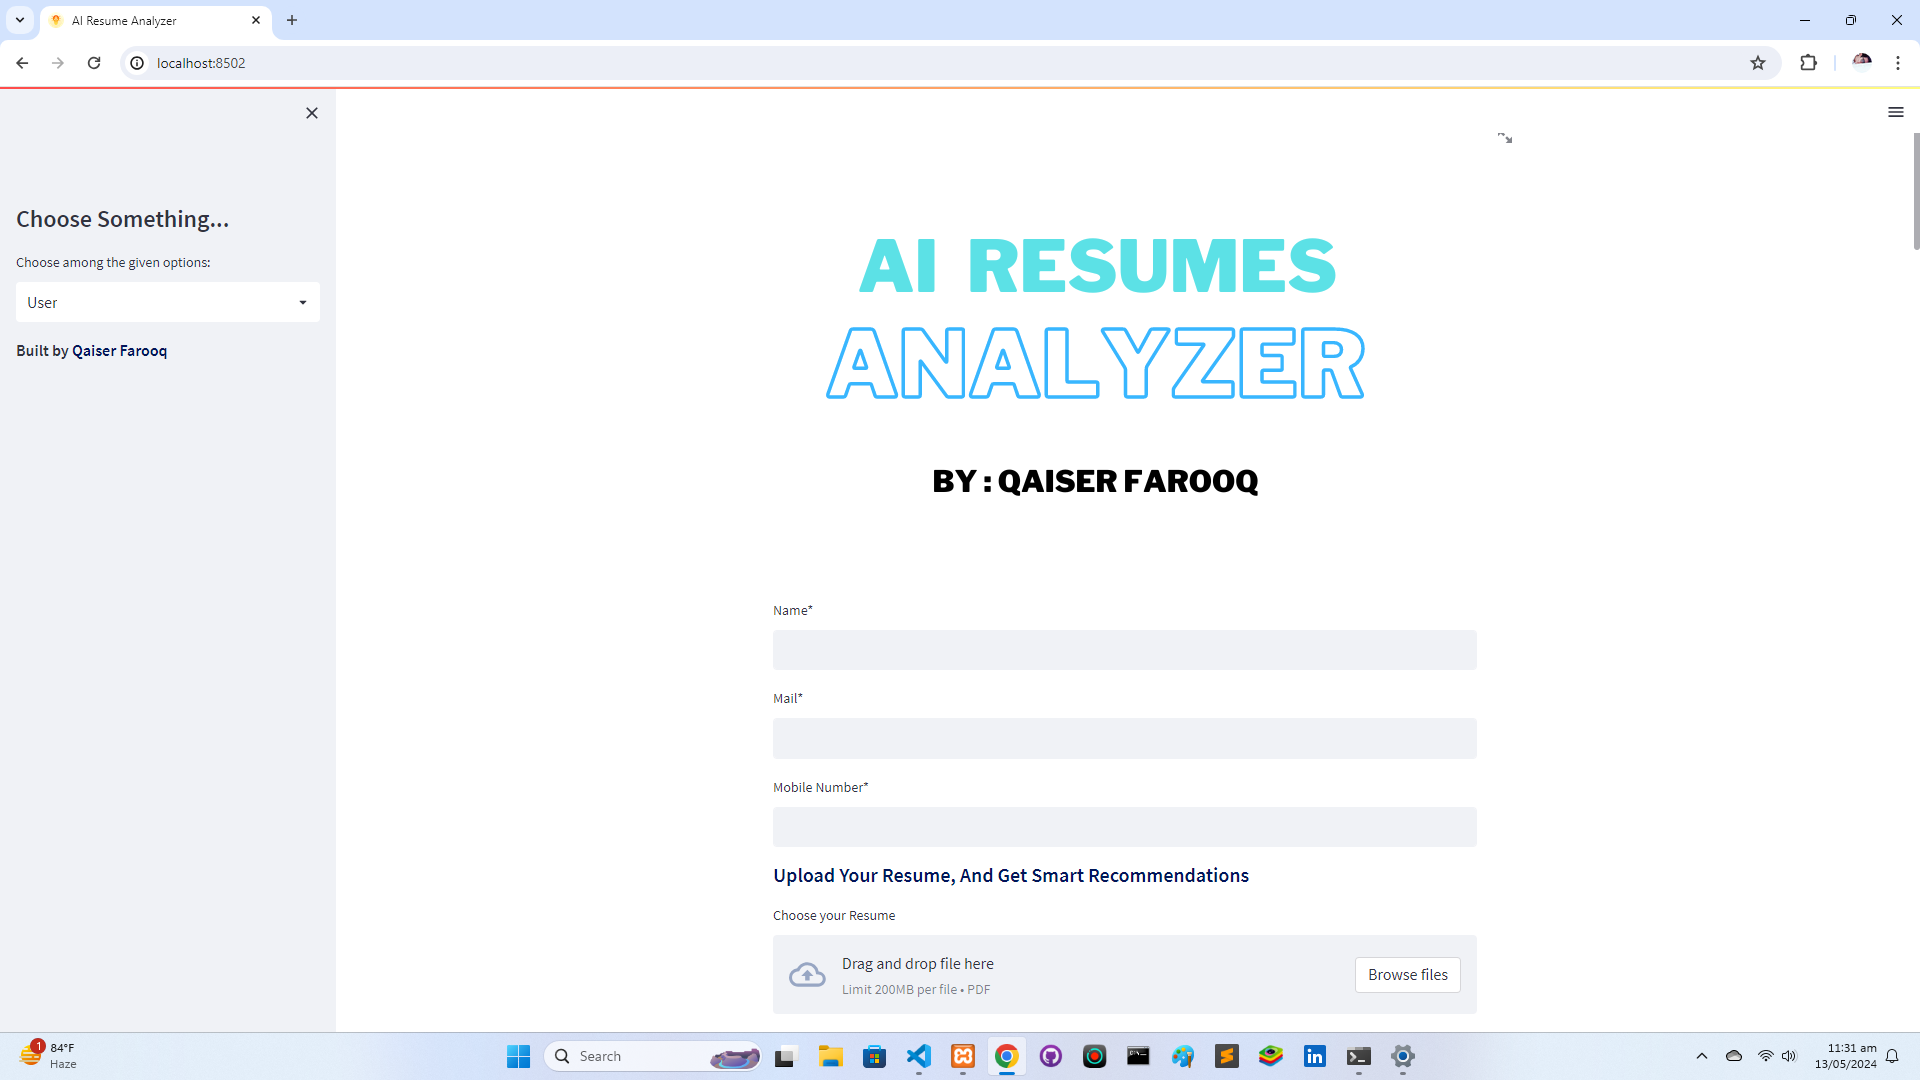 AI Resume Analyzer
localhost:8502
Choose Something...
Choose among the given options:
User
Built by Qaiser Farooq
AI RESUMES
ANALYZER
BY : QAISER FAROOQ
Name*
Mail*
Mobile Number*
Upload Your Resume, And Get Smart Recommendations
Choose your Resume
Drag and drop file here
Limit 200MB per file • PDF
Browse files
1
84°F
Haze
Search
11:31 am
13/05/2024